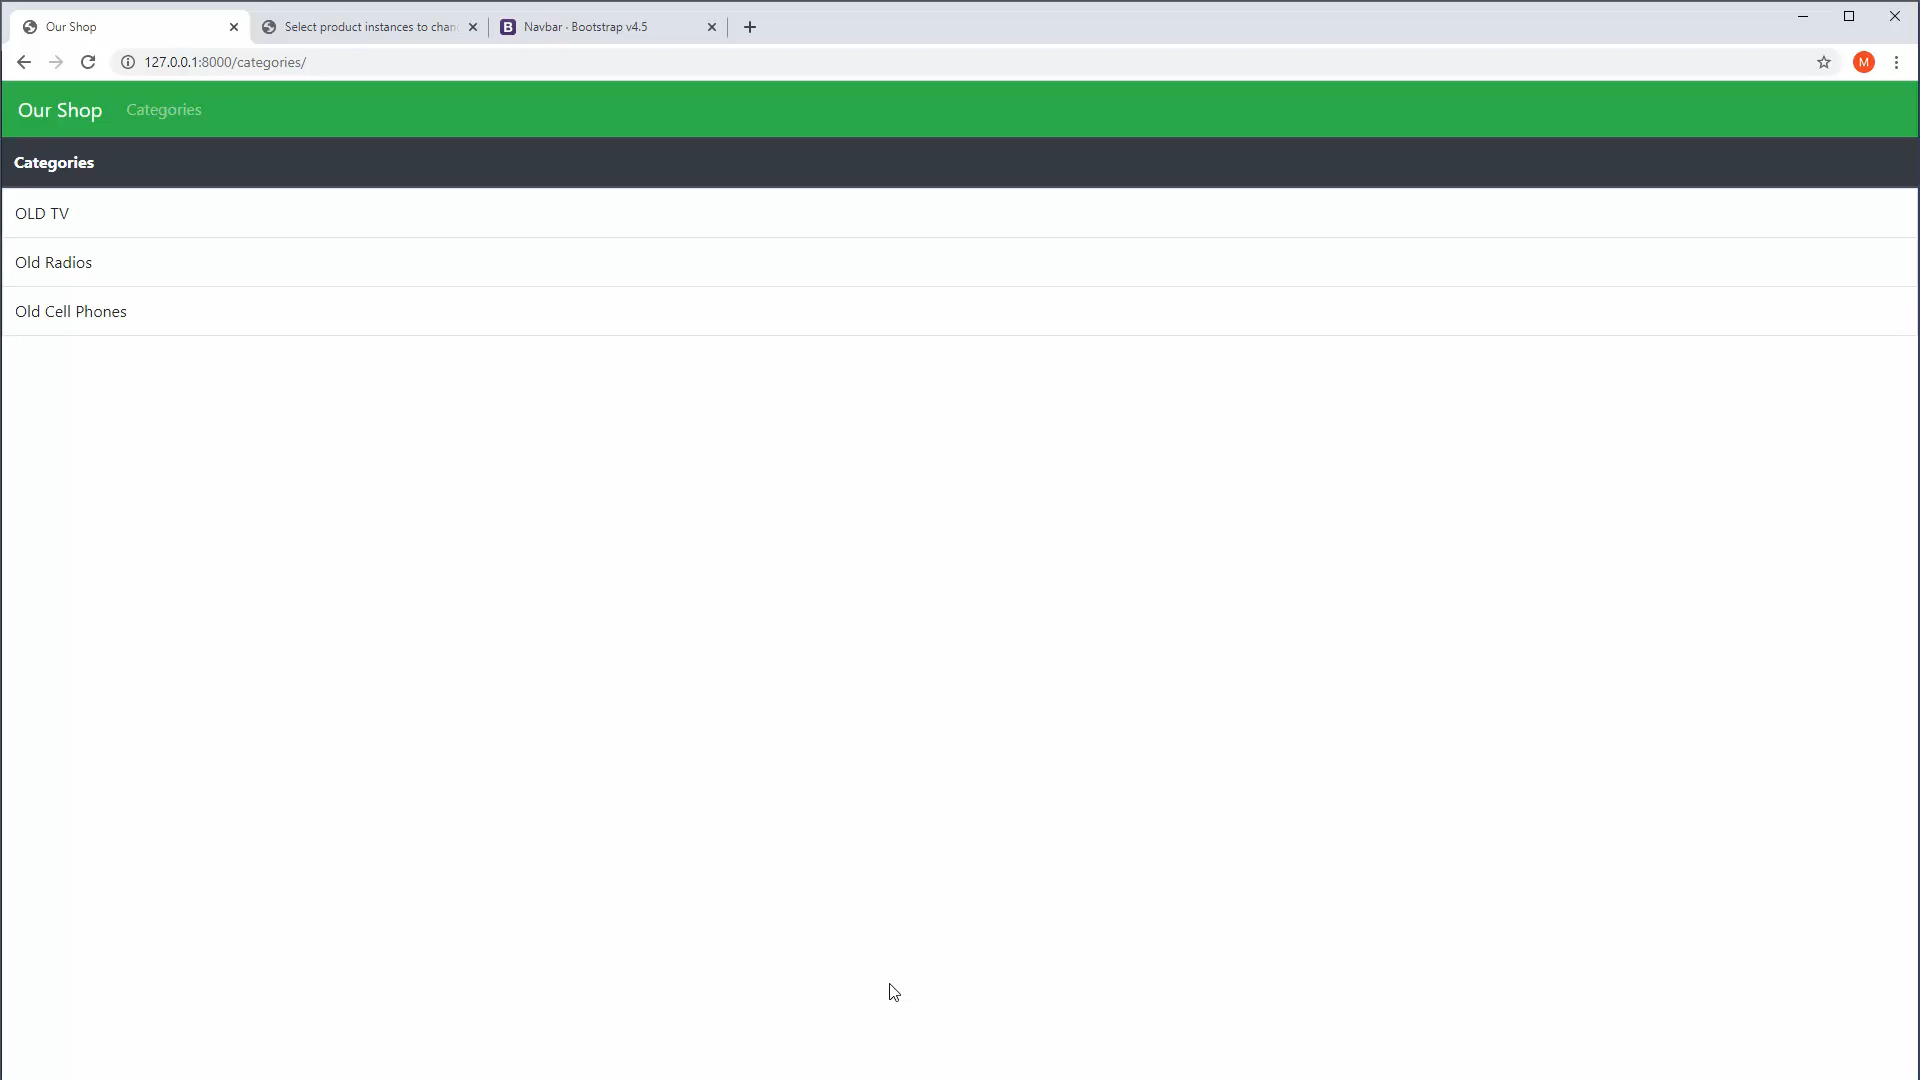 Our Shop
Select product instances to chan
Navbar · Bootstrap v4.5
127.0.0.1:8000/categories/
M
Our Shop Categories
Categories
OLD TV
Old Radios
Old Cell Phones